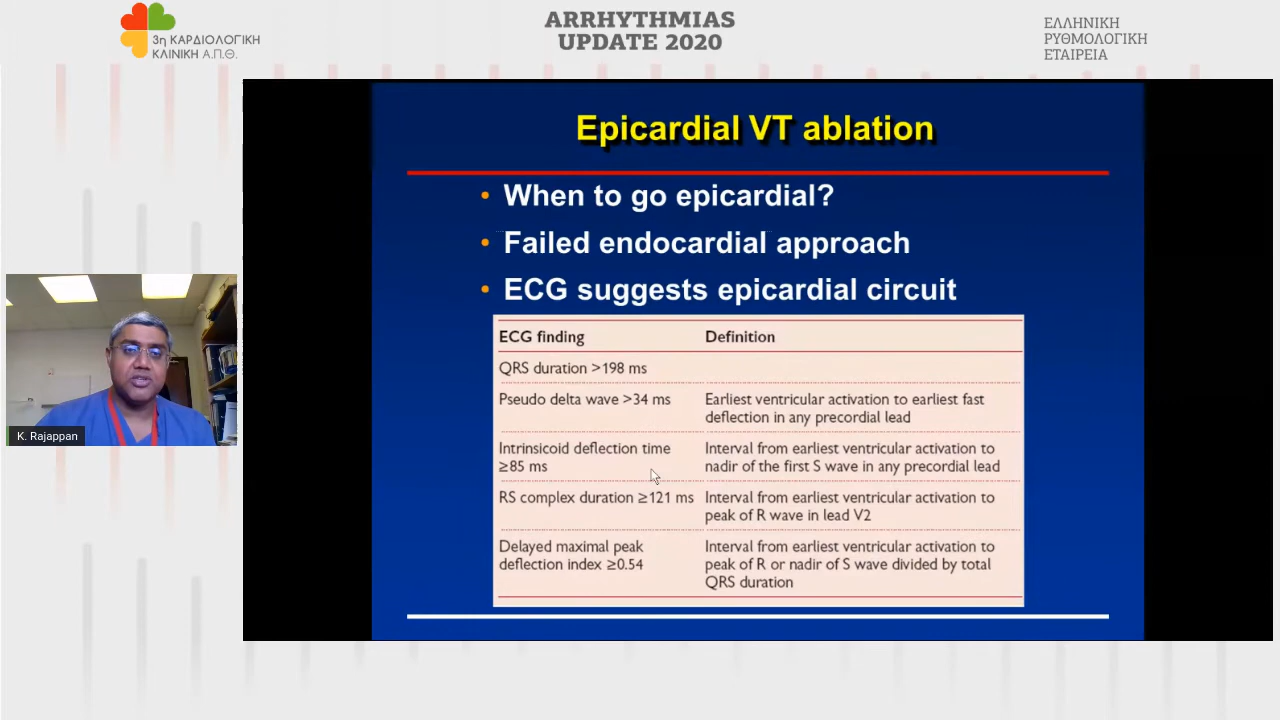 3η ΚΑΡΔΙΟΛΟΓΙΚΗ
ΚΛΙΝΙΚΗ Α.Π.Θ.
ARRHYTHMIAS
UPDATE 2020
ΕΛΛΗΝΙΚΗ
ΡΥΘΜΟΛΟΓΙΚΗ
ΕΤΑΙΡΕΙΑ
Epicardial VT ablation
• When to go epicardial?
• Failed endocardial approach
• ECG suggests epicardial circuit
ECG finding Definition
QRS duration >198 ms
Pseudo delta wave >34 ms Earliest ventricular activation to earliest fast
deflection in any precordial lead
Intrinsicoid deflection time Interval from earliest ventricular activation to
≥85 ms nadir of the first S wave in any precordial lead
RS complex duration ≥121 ms Interval from earliest ventricular activation to
peak of R wave in lead V2
Delayed maximal peak Interval from earliest ventricular activation to
deflection index ≥0.54 peak of R or nadir of S wave divided by total
QRS duration
K. Rajappan